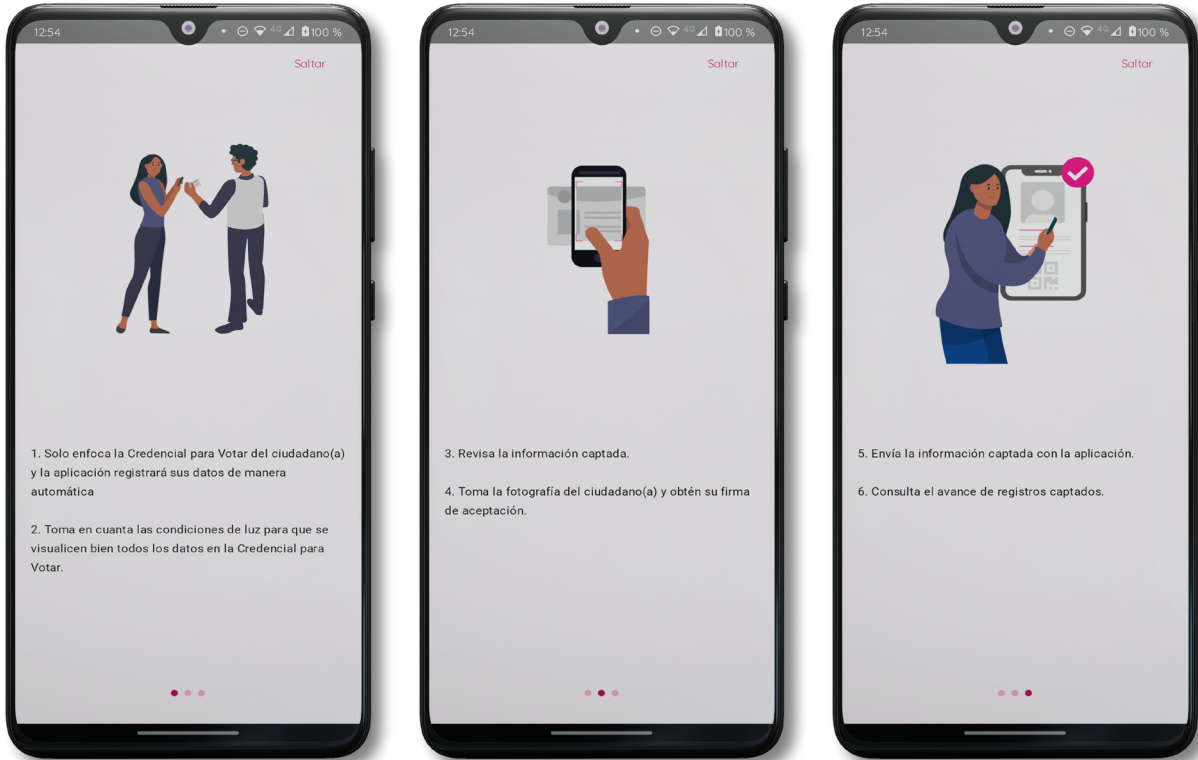 12:54
4G 100 %
Saltar
1. Solo enfoca la Credencial para Votar del ciudadano(a)
y la aplicación registrará sus datos de manera
automática
2. Toma en cuanta las condiciones de luz para que se
visualicen bien todos los datos en la Credencial para
Votar.
12:54
4G 100 %
Saltar
3. Revisa la información captada.
4. Toma la fotografía del ciudadano(a) y obtén su firma
de aceptación.
12:54
4G 100 %
Saltar
5. Envía la información captada con la aplicación.
6. Consulta el avance de registros captados.